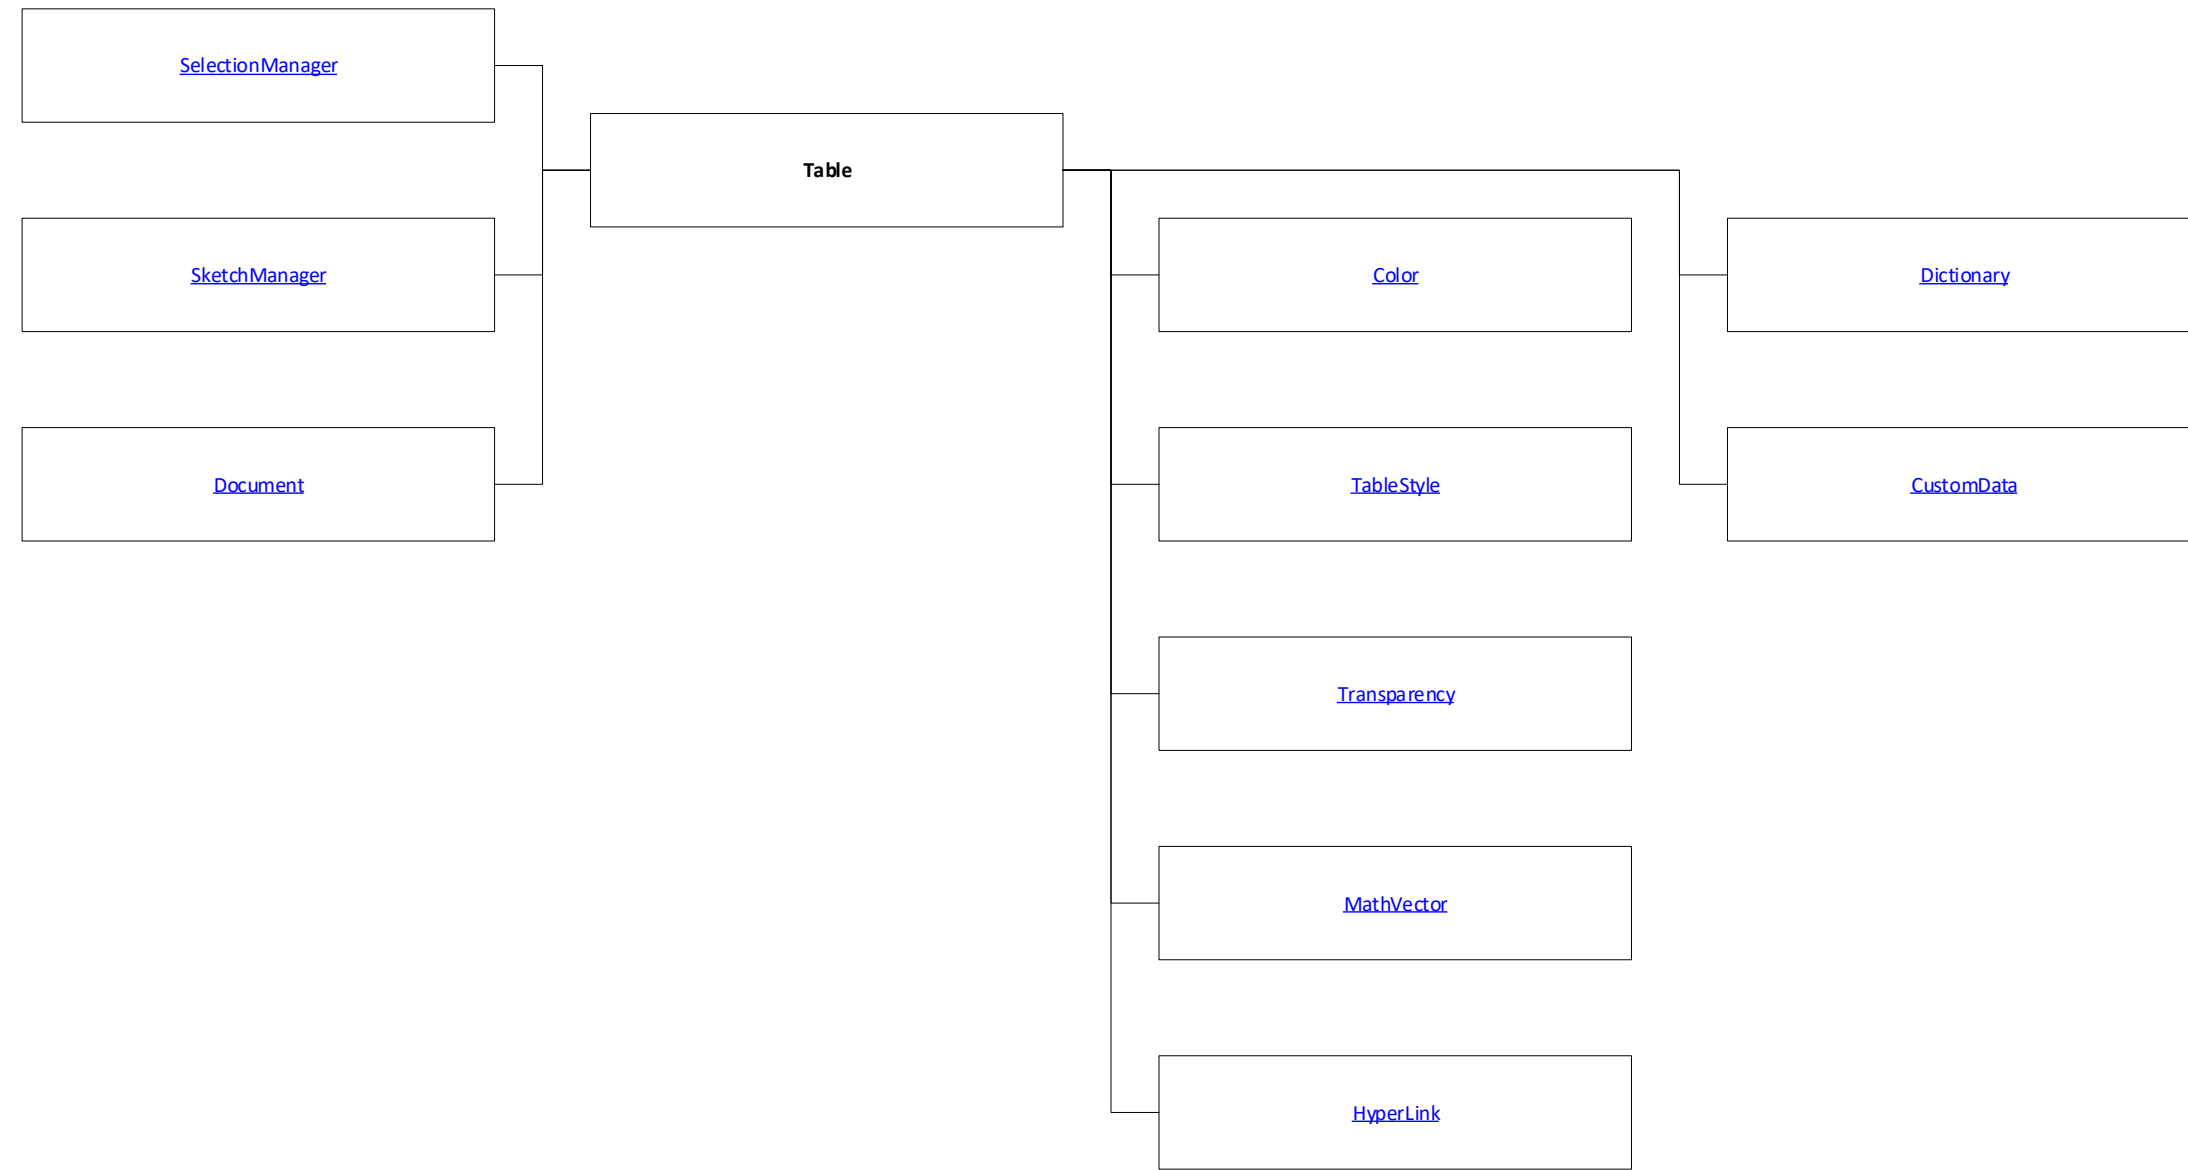 SelectionManager
Table
SketchManager
Color
Dictionary
Document
TableStyle
CustomData
Transparency
MathVector
HyperLink